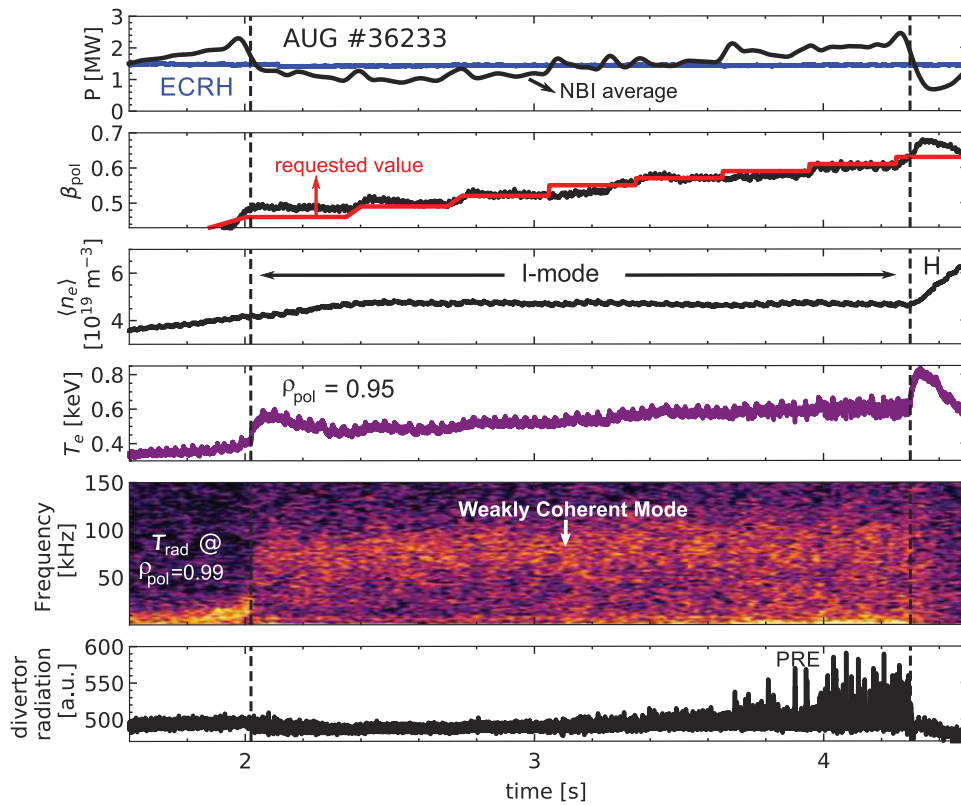 AUG #36233
P [MW]
3
2
1
0
ECRH
NBI average
β_pol
0.7
0.6
0.5
requested value
⟨n_e⟩
[10^19 m^−3]
6
4
I-mode
H
T_e [keV]
0.8
0.6
0.4
ρ_pol = 0.95
Frequency
[kHz]
150
100
50
Weakly Coherent Mode
T_rad @
ρ_pol=0.99
divertor
radiation
[a.u.]
600
550
500
PRE
2
3
4
time [s]